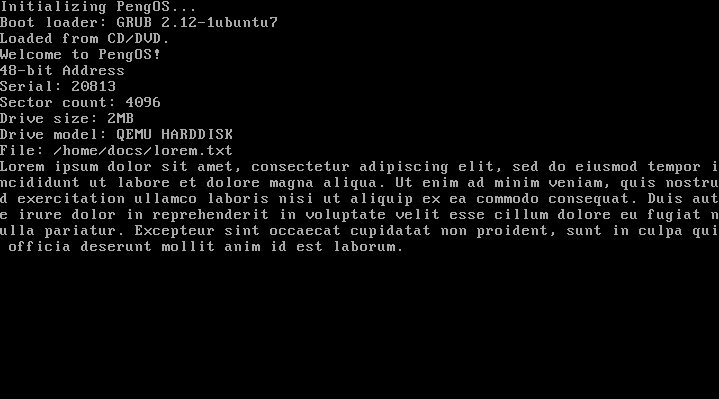 Initializing PengOS...
Boot loader: GRUB 2.12-1ubuntu7
Loaded from CD/DVD.
Welcome to PengOS!
48-bit Address
Serial: 20813
Sector count: 4096
Drive size: 2MB
Drive model: QEMU HARDDISK
File: /home/docs/lorem.txt
Lorem ipsum dolor sit amet, consectetur adipiscing elit, sed do eiusmod tempor i
ncididunt ut labore et dolore magna aliqua. Ut enim ad minim veniam, quis nostru
d exercitation ullamco laboris nisi ut aliquip ex ea commodo consequat. Duis aut
e irure dolor in reprehenderit in voluptate velit esse cillum dolore eu fugiat n
ulla pariatur. Excepteur sint occaecat cupidatat non proident, sunt in culpa qui
 officia deserunt mollit anim id est laborum.